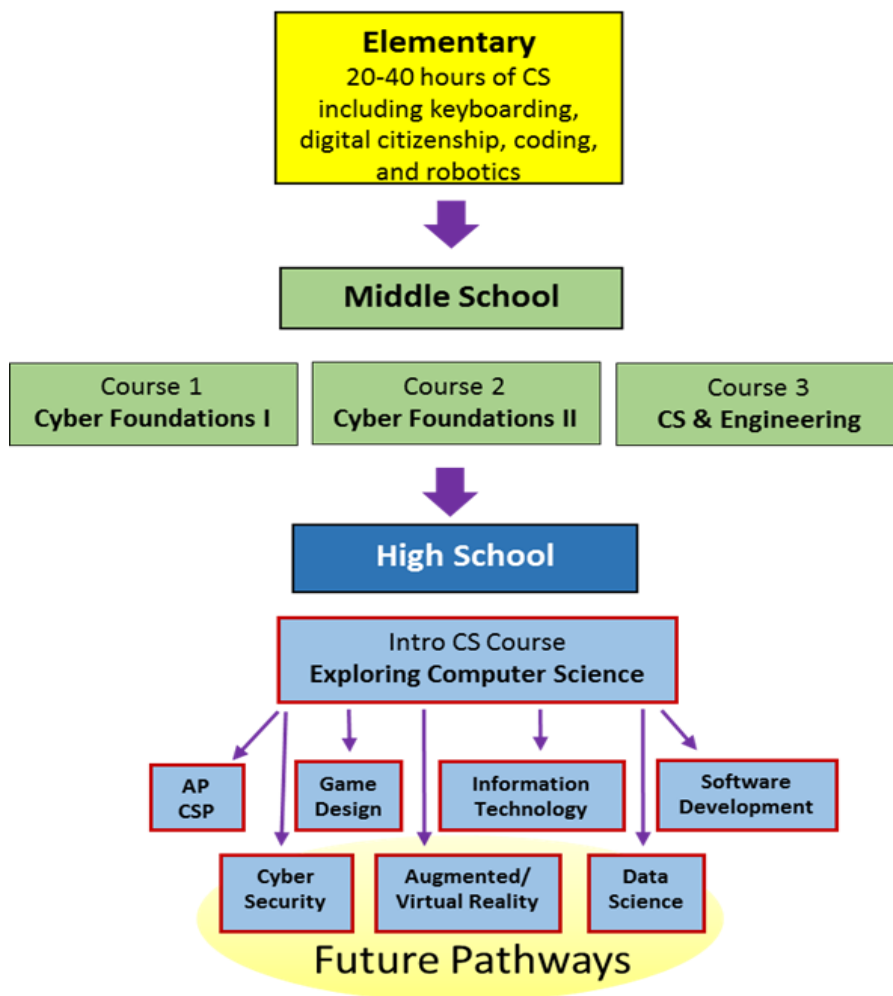 Elementary
20-40 hours of CS
including keyboarding,
digital citizenship, coding,
and robotics
Middle School
Course 1
Cyber Foundations I
Course 2
Cyber Foundations II
Course 3
CS & Engineering
High School
Intro CS Course
Exploring Computer Science
AP
CSP
Game
Design
Information
Technology
Software
Development
Cyber
Security
Augmented/
Virtual Reality
Data
Science
Future Pathways